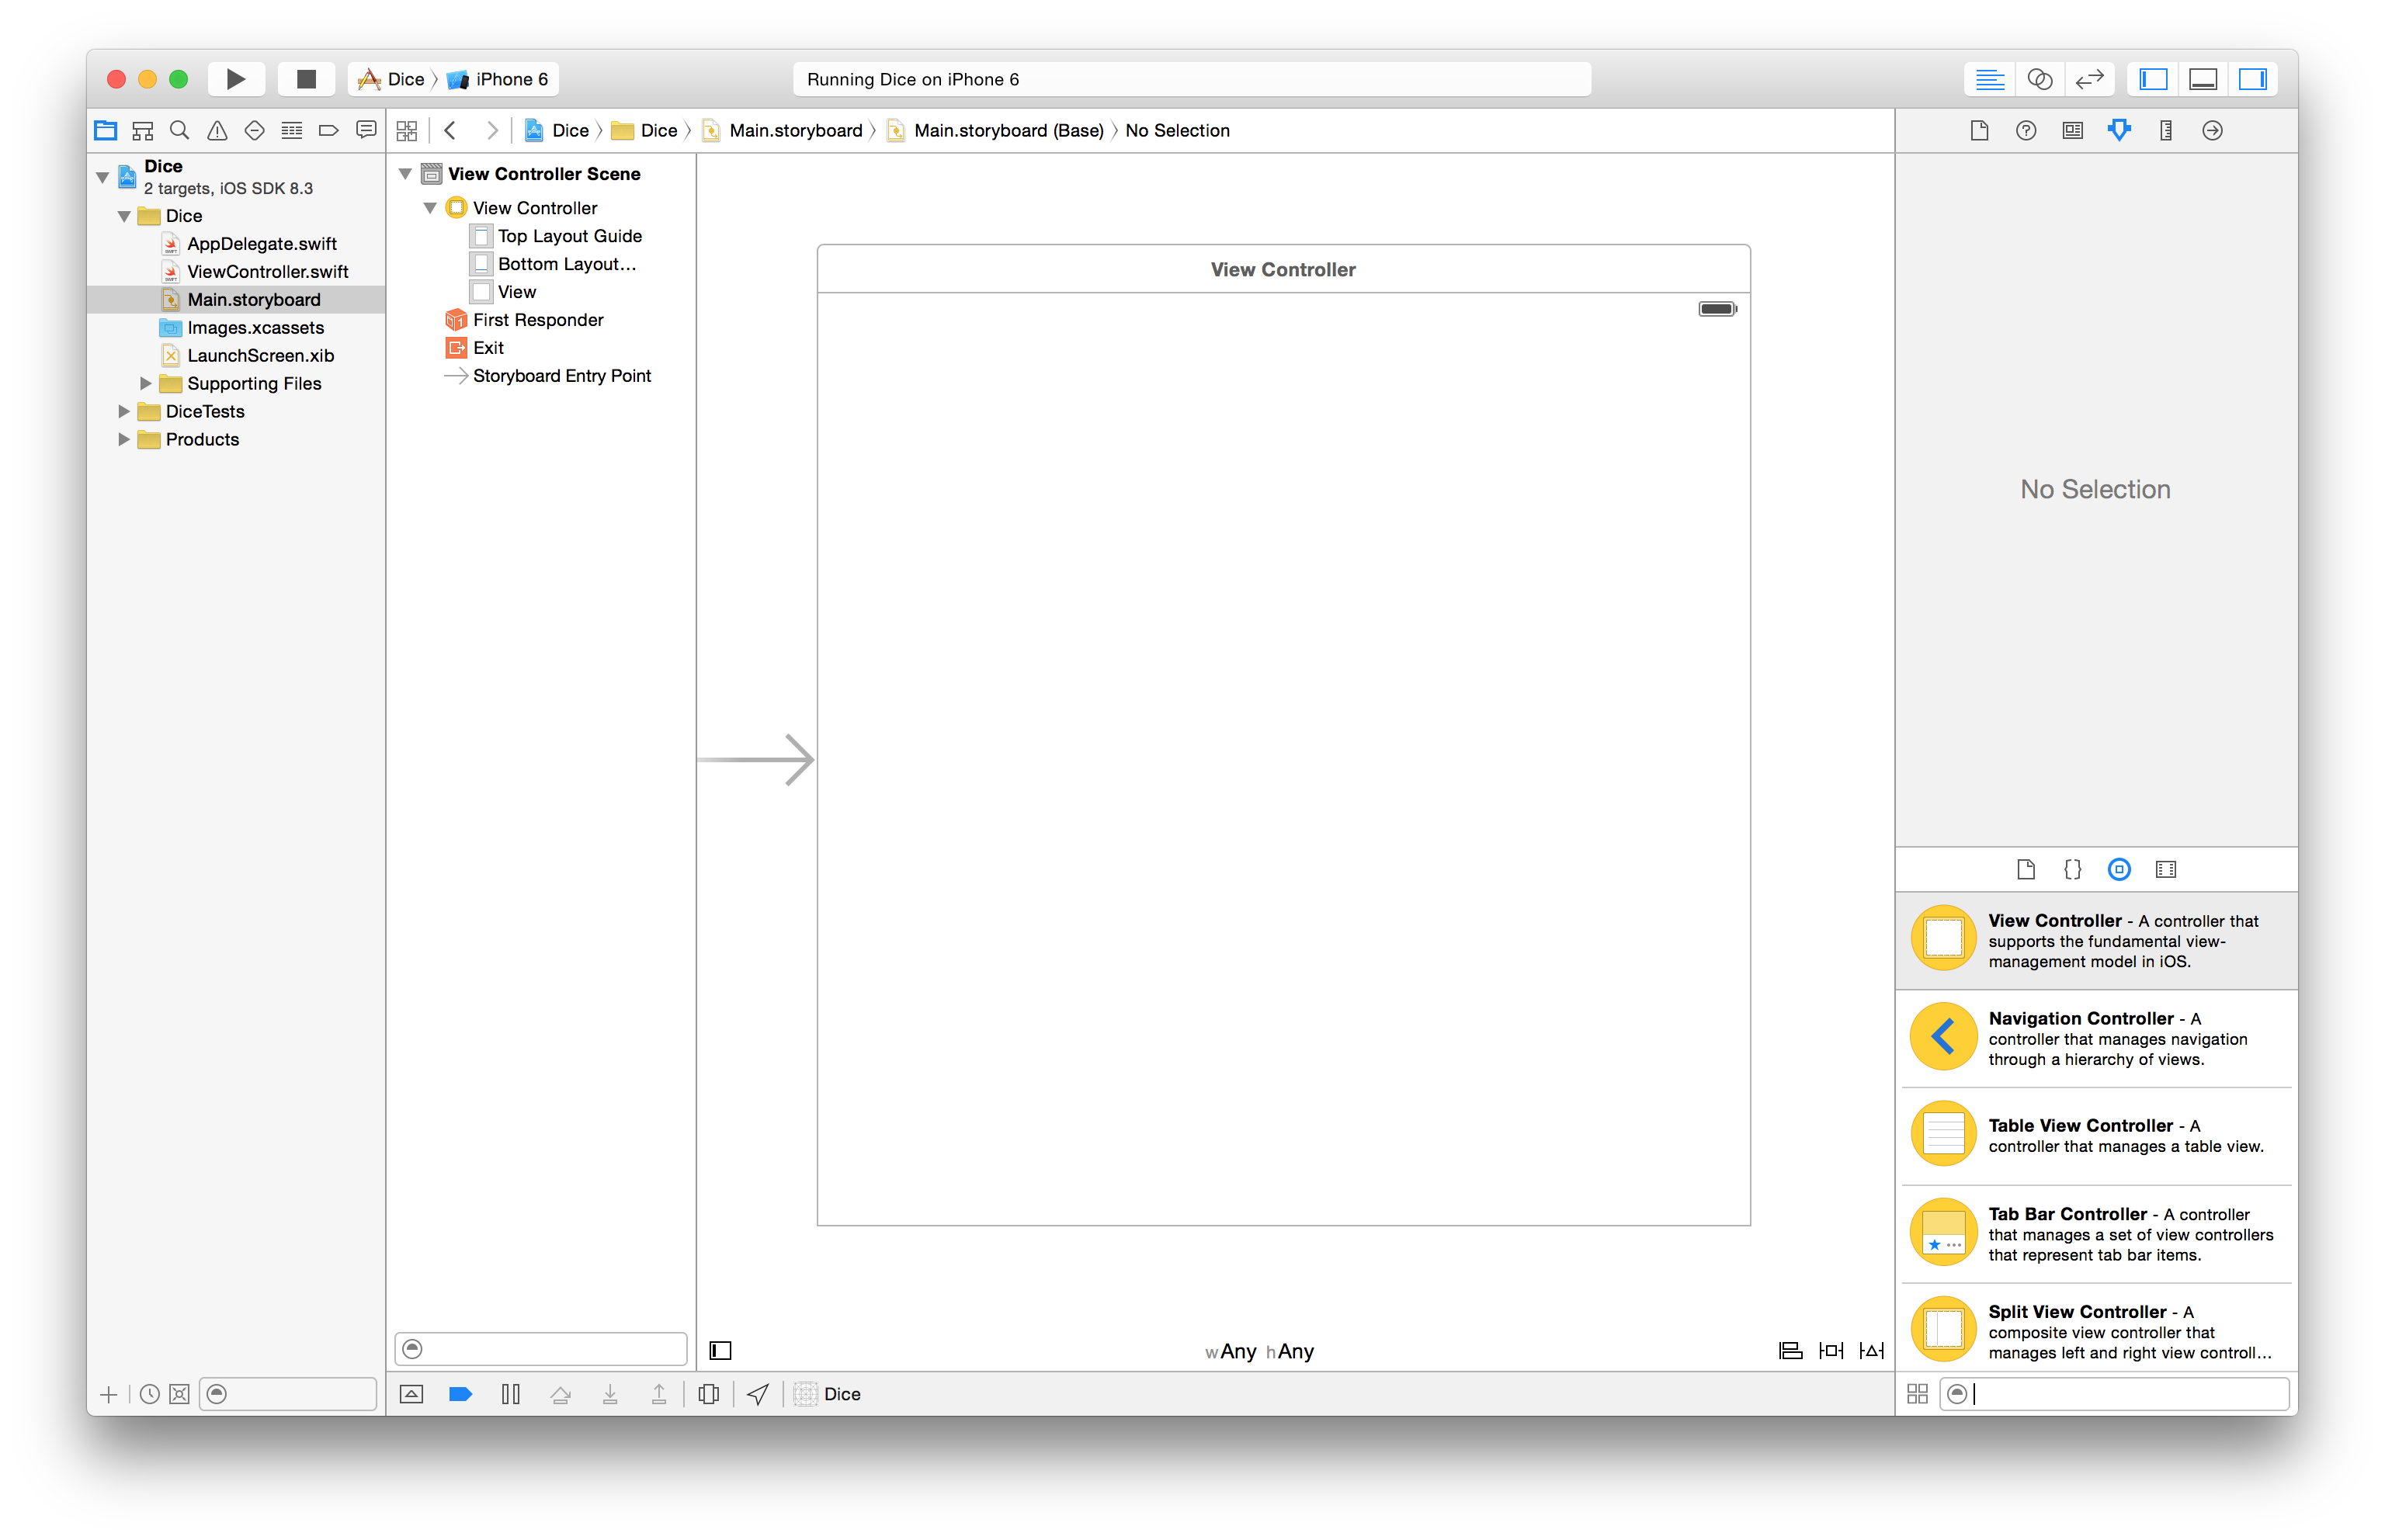 Dice
iPhone 6
Running Dice on iPhone 6
Dice
Dice
Main.storyboard
Main.storyboard (Base)
No Selection
Dice
2 targets, iOS SDK 8.3
Dice
AppDelegate.swift
ViewController.swift
Main.storyboard
Images.xcassets
LaunchScreen.xib
Supporting Files
DiceTests
Products
View Controller Scene
View Controller
Top Layout Guide
Bottom Layout...
View
First Responder
Exit
Storyboard Entry Point
View Controller
wAny hAny
Dice
No Selection
View Controller - A controller that
supports the fundamental view-
management model in iOS.
Navigation Controller - A
controller that manages navigation
through a hierarchy of views.
Table View Controller - A
controller that manages a table view.
Tab Bar Controller - A controller
that manages a set of view controllers
that represent tab bar items.
Split View Controller - A
composite view controller that
manages left and right view controll...